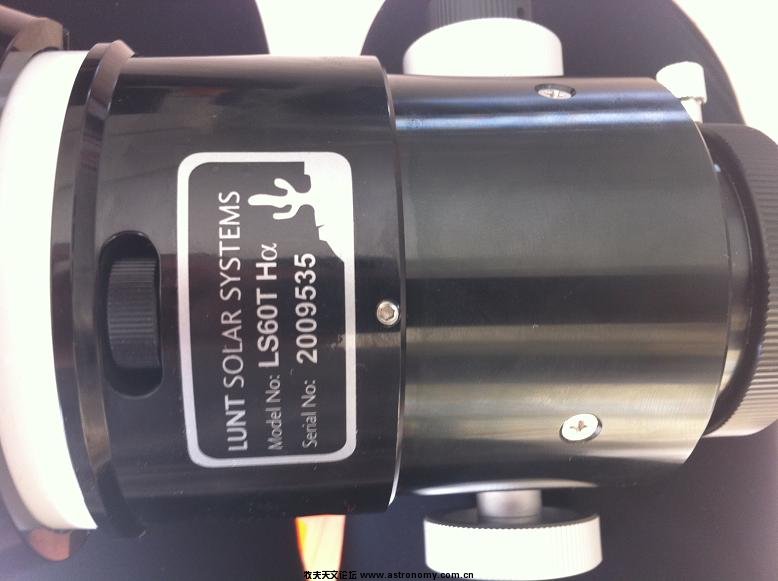 LUNT SOLAR SYSTEMS
Model No: LS60T Hα
Serial No: 2009535
牧夫天文论坛 www.astronomy.com.cn